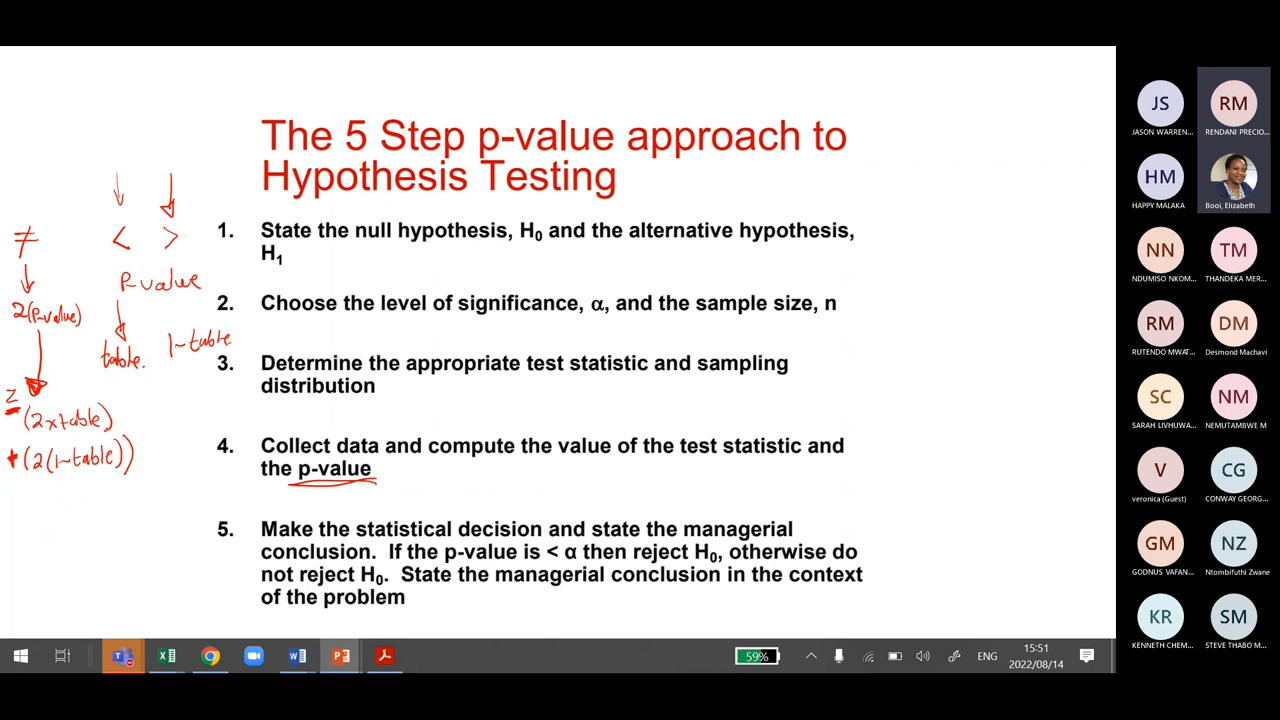 The 5 Step p-value approach to
Hypothesis Testing
1. State the null hypothesis, H₀ and the alternative hypothesis,
H₁
2. Choose the level of significance, α, and the sample size, n
3. Determine the appropriate test statistic and sampling
distribution
4. Collect data and compute the value of the test statistic and
the p-value
5. Make the statistical decision and state the managerial
conclusion. If the p-value is < α then reject H₀, otherwise do
not reject H₀. State the managerial conclusion in the context
of the problem
≠ < >
P-value
2(P-value)
table. 1-table
Z
-(2xtable)
+(2(1-table))
JS RM
JASON WARREN... RENDANI PRECIO...
HM
HAPPY MALAKA Booi, Elizabeth
NN TM
NDUMISO NKOM... THANDEKA MER...
RM DM
RUTENDO MWAT... Desmond Machavi
SC NM
SARAH LIVHUWA... NEMUTAMBWE M
V CG
veronica (Guest) CONWAY GEORG...
GM NZ
GODNUS VAFAN... Ntombifuthi Zwane
KR SM
KENNETH CHEM... STEVE THABO M...
59% ENG 15:51
2022/08/14